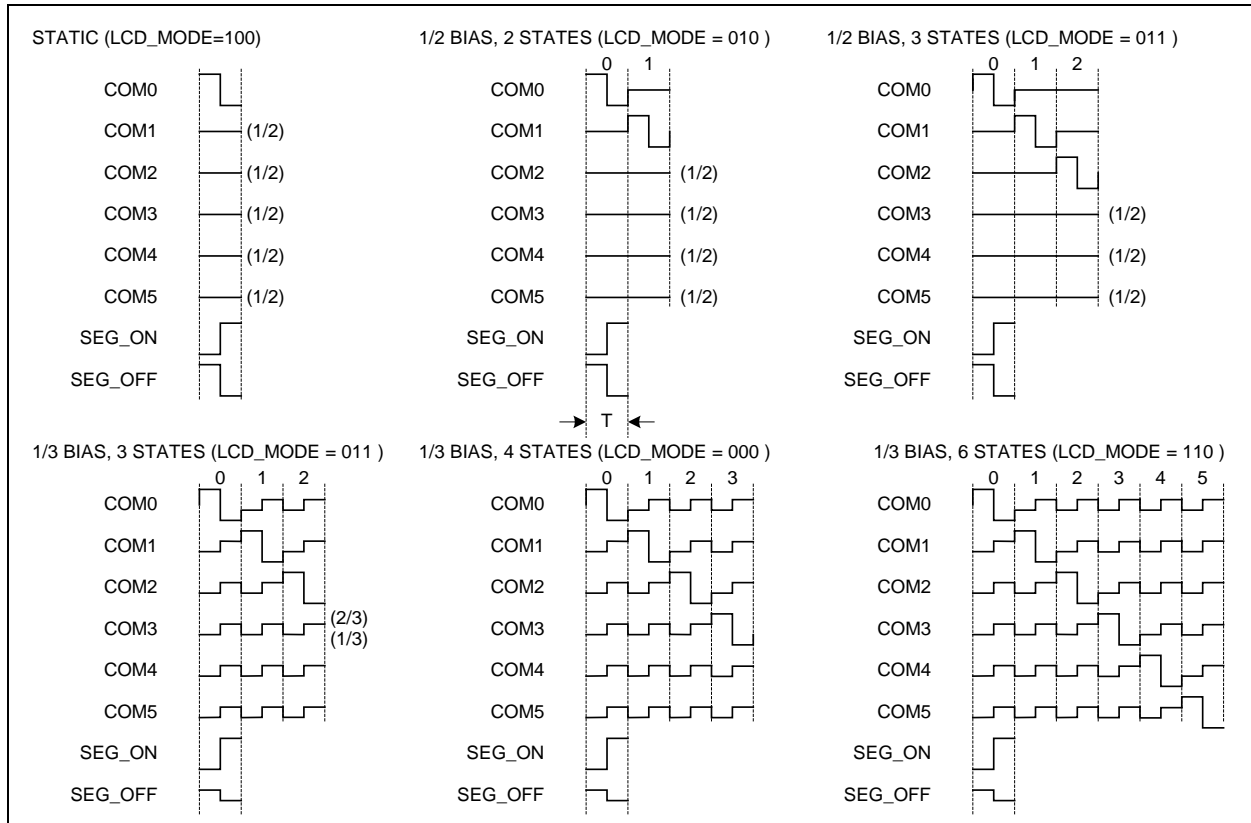 STATIC (LCD_MODE=100)
COM0
COM1 (1/2)
COM2 (1/2)
COM3 (1/2)
COM4 (1/2)
COM5 (1/2)
SEG_ON
SEG_OFF
1/2 BIAS, 2 STATES (LCD_MODE = 010 )
0 1
COM0
COM1
COM2 (1/2)
COM3 (1/2)
COM4 (1/2)
COM5 (1/2)
SEG_ON
SEG_OFF
T
1/2 BIAS, 3 STATES (LCD_MODE = 011 )
0 1 2
COM0
COM1
COM2
COM3 (1/2)
COM4 (1/2)
COM5 (1/2)
SEG_ON
SEG_OFF
1/3 BIAS, 3 STATES (LCD_MODE = 011 )
0 1 2
COM0
COM1
COM2
(2/3)
COM3
(1/3)
COM4
COM5
SEG_ON
SEG_OFF
1/3 BIAS, 4 STATES (LCD_MODE = 000 )
0 1 2 3
COM0
COM1
COM2
COM3
COM4
COM5
SEG_ON
SEG_OFF
1/3 BIAS, 6 STATES (LCD_MODE = 110 )
0 1 2 3 4 5
COM0
COM1
COM2
COM3
COM4
COM5
SEG_ON
SEG_OFF